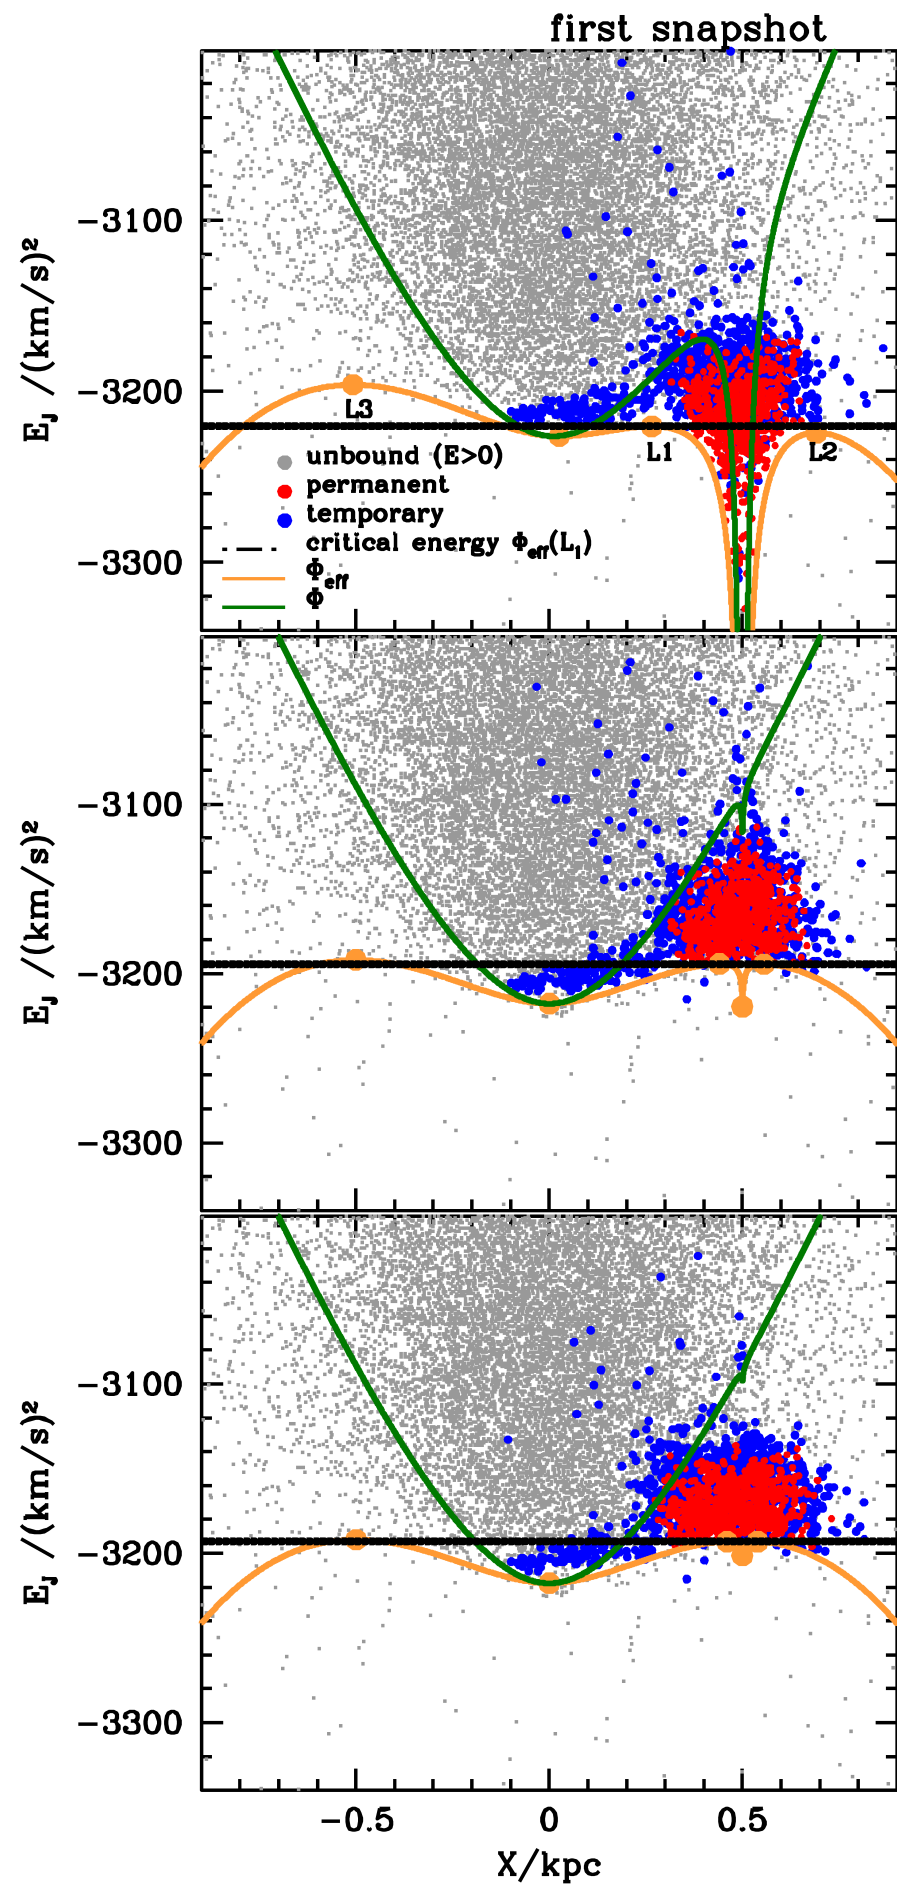 first snapshot
−3100
−3200
−3300
E_J /(km/s)²
L3
L1
L2
unbound (E>0)
permanent
temporary
critical energy Φ_eff(L_1)
Φ_eff
Φ
−3100
−3200
−3300
E_J /(km/s)²
−3100
−3200
−3300
E_J /(km/s)²
−0.5 0 0.5
X/kpc